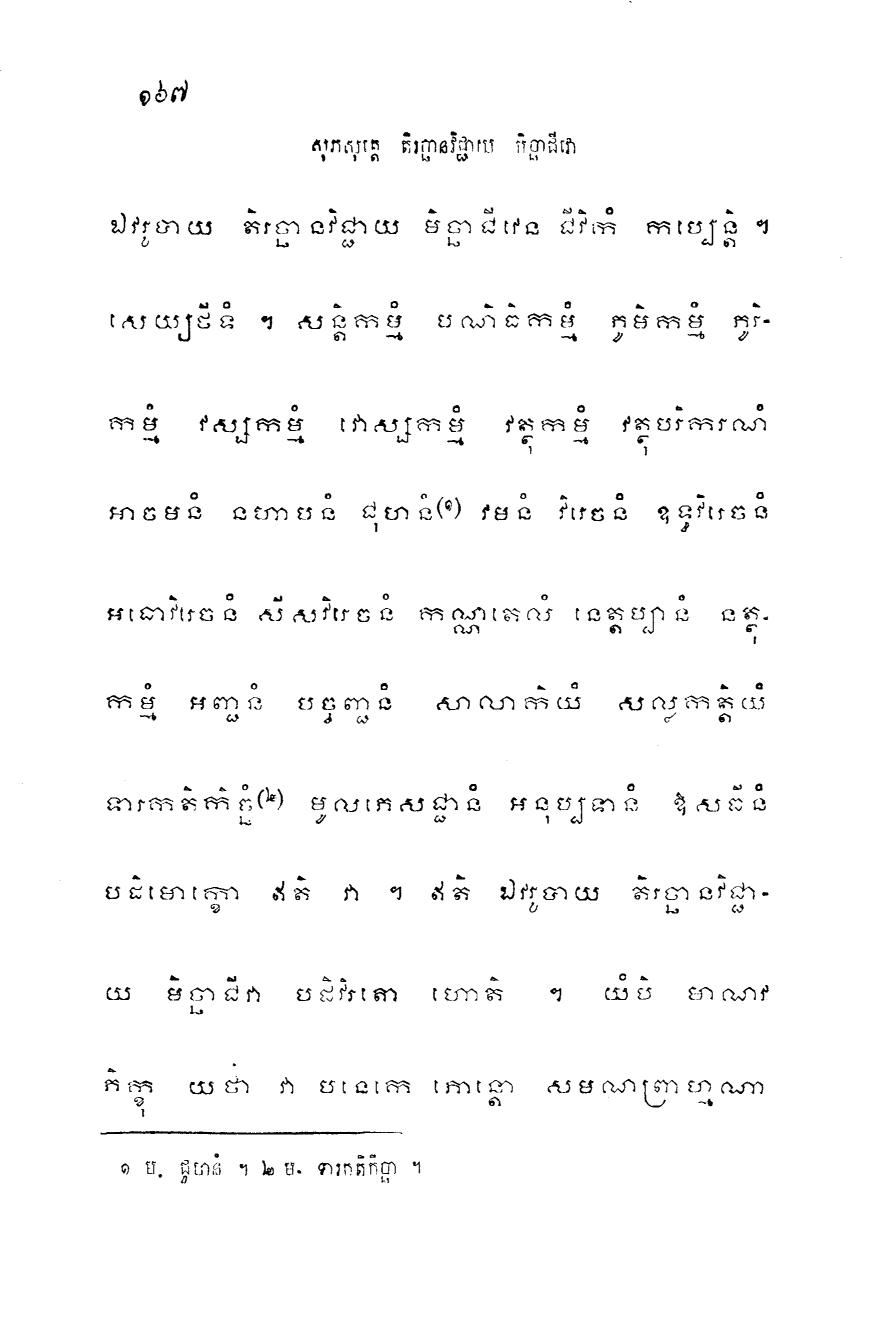 ១៦៧
សុភសុត្តេ តិរច្ឆានវិជ្ជាយ មិច្ឆាជីវោ
ឯវរូបាយ តិរច្ឆានវិជ្ជាយ មិច្ឆាជីវេន ជីវិកំ កប្បេន្តិ ។
សេយ្យថីទំ ។ សន្តិកម្មំ បណិធិកម្មំ ភូមិកម្មំ ភូរិ-
កម្មំ វស្សកម្មំ វោស្សកម្មំ វត្ថុកម្មំ វត្ថុបរិករណំ
អាចមនំ នហាបនំ ជុហនំ(១) វមនំ វិរេចនំ ឧទ្ធវិរេចនំ
អធោវិរេចនំ សីសវិរេចនំ កណ្ណតេលំ នេត្តប្បានំ នត្ថុ-
កម្មំ អញ្ជនំ បច្ចញ្ជនំ សាលាកិយំ សល្លកត្តិយំ
ទារកតិកិច្ឆំ(២) មូលភេសជ្ជានំ អនុប្បទានំ ឱសធីនំ
បដិមោក្ខោ ឥតិ វា ។ ឥតិ ឯវរូបាយ តិរច្ឆានវិជ្ជា-
យ មិច្ឆាជីវា បដិវិរតោ ហោតិ ។ យំបិ មាណវ
ភិក្ខុ យថា វា បនេកេ ភោន្តោ សមណព្រាហ្មណា
១ ម. ជូហនំ ។ ២ ម. ទារកតិកិច្ឆា ។